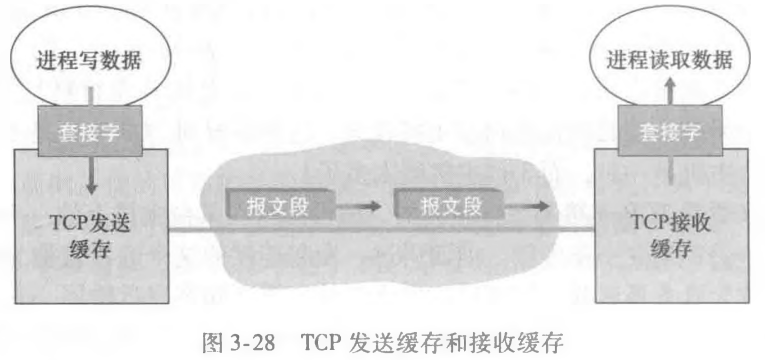 进程写数据
进程读取数据
套接字
套接字
TCP发送
缓存
报文段
报文段
TCP接收
缓存
图 3-28 TCP 发送缓存和接收缓存